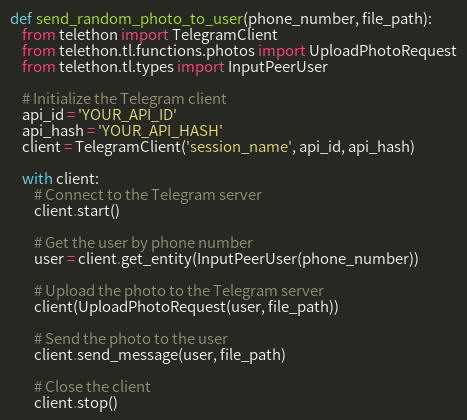 def send_random_photo_to_user(phone_number, file_path):
from telethon import TelegramClient
from telethon.tl.functions.photos import UploadPhotoRequest
from telethon.tl.types import InputPeerUser
# Initialize the Telegram client
api_id = 'YOUR_API_ID'
api_hash = 'YOUR_API_HASH'
client = TelegramClient('session_name', api_id, api_hash)
with client:
# Connect to the Telegram server
client.start()
# Get the user by phone number
user = client.get_entity(InputPeerUser(phone_number))
# Upload the photo to the Telegram server
client(UploadPhotoRequest(user, file_path))
# Send the photo to the user
client.send_message(user, file_path)
# Close the client
client.stop()